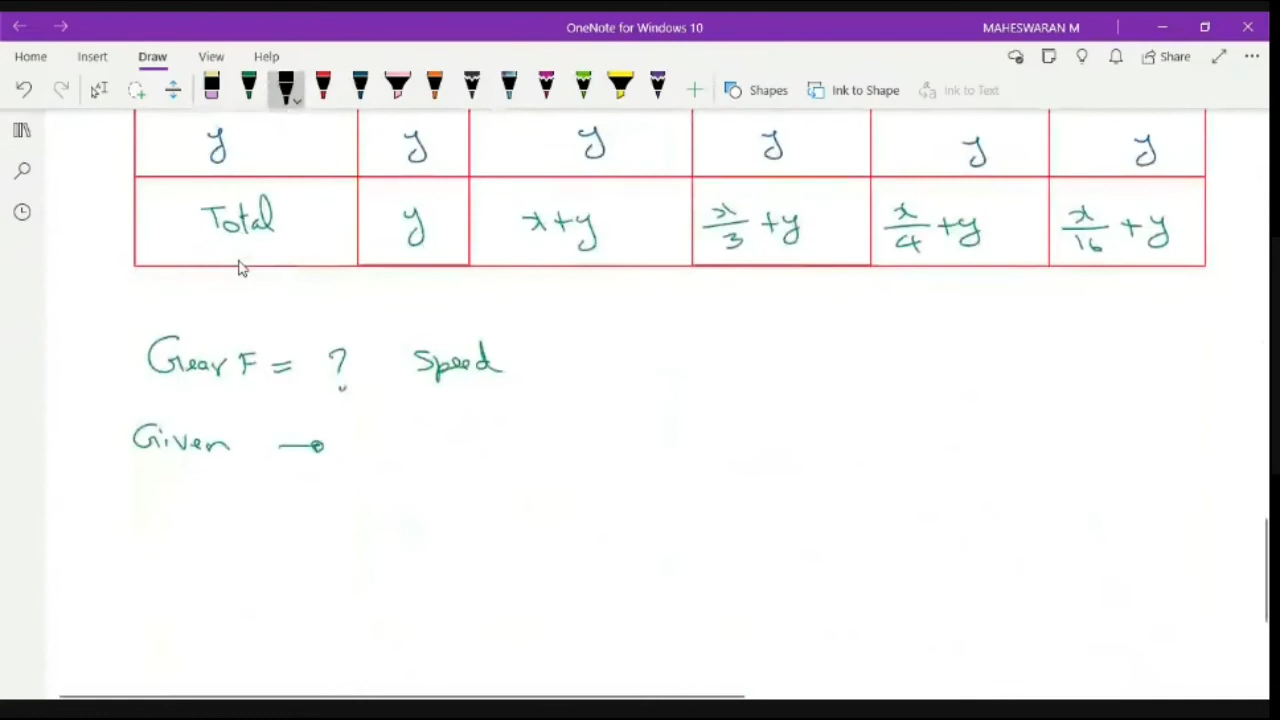 OneNote for Windows 10
MAHESWARAN M
Home Insert Draw View Help
Share
Shapes Ink to Shape Ink to Text
y y y y y y
Total y x+y x/3 +y x/4 +y x/16 +y
Gear F = ? Speed
Given →